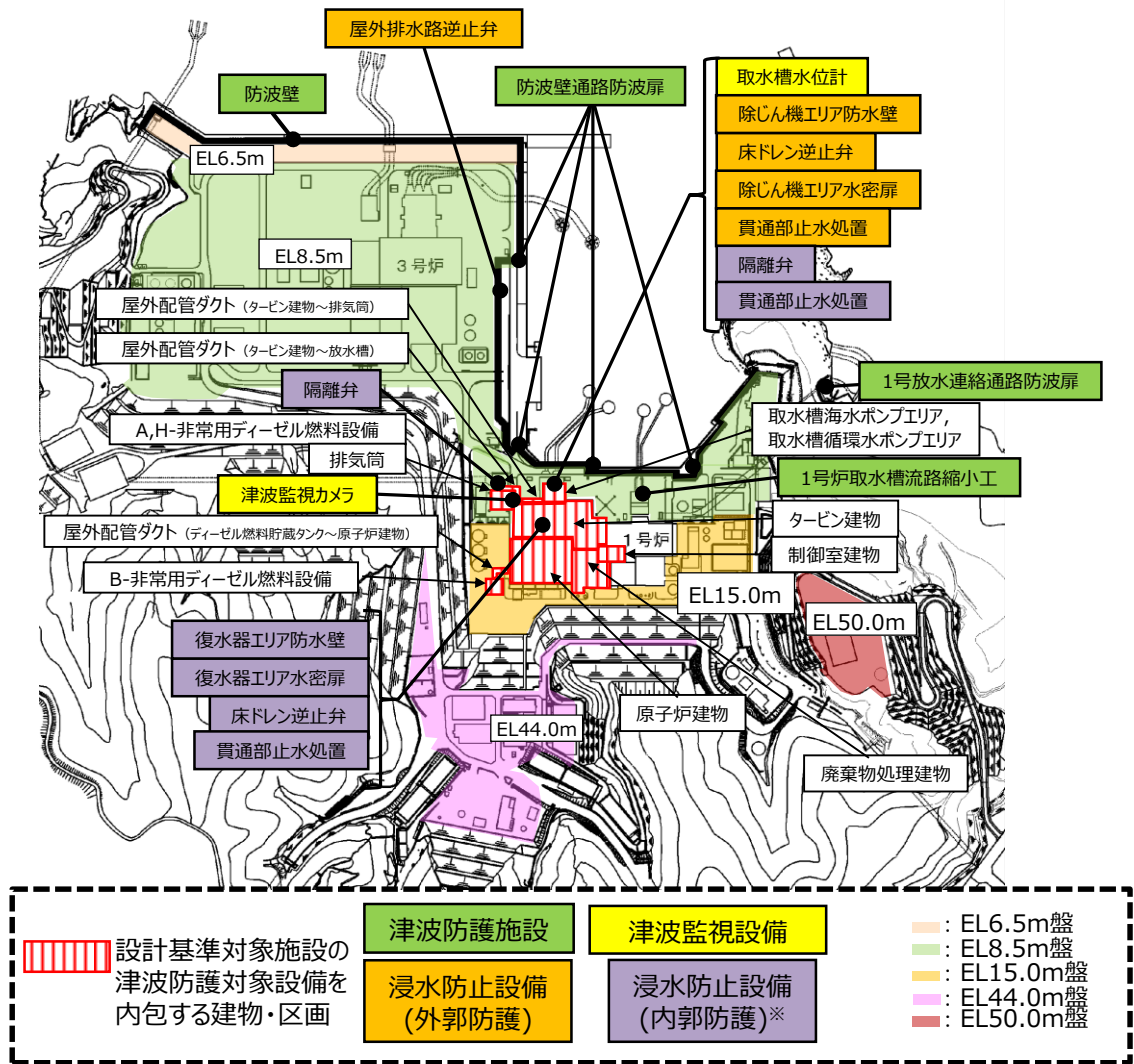 屋外排水路逆止弁
防波壁
防波壁通路防波扉
取水槽水位計
除じん機エリア防水壁
床ドレン逆止弁
除じん機エリア水密扉
貫通部止水処置
隔離弁
貫通部止水処置
EL6.5m
EL8.5m
3号炉
屋外配管ダクト（タービン建物～排気筒）
屋外配管ダクト（タービン建物～放水槽）
隔離弁
A,H-非常用ディーゼル燃料設備
排気筒
津波監視カメラ
屋外配管ダクト（ディーゼル燃料貯蔵タンク～原子炉建物）
B-非常用ディーゼル燃料設備
1号放水連絡通路防波扉
取水槽海水ポンプエリア,
取水槽循環水ポンプエリア
1号炉取水槽流路縮小工
タービン建物
1号炉
制御室建物
EL15.0m
EL50.0m
復水器エリア防水壁
復水器エリア水密扉
床ドレン逆止弁
貫通部止水処置
EL44.0m
原子炉建物
廃棄物処理建物
設計基準対象施設の
津波防護対象設備を
内包する建物・区画
津波防護施設
津波監視設備
浸水防止設備
(外郭防護)
浸水防止設備
(内郭防護)※
：EL6.5m盤
：EL8.5m盤
：EL15.0m盤
：EL44.0m盤
：EL50.0m盤